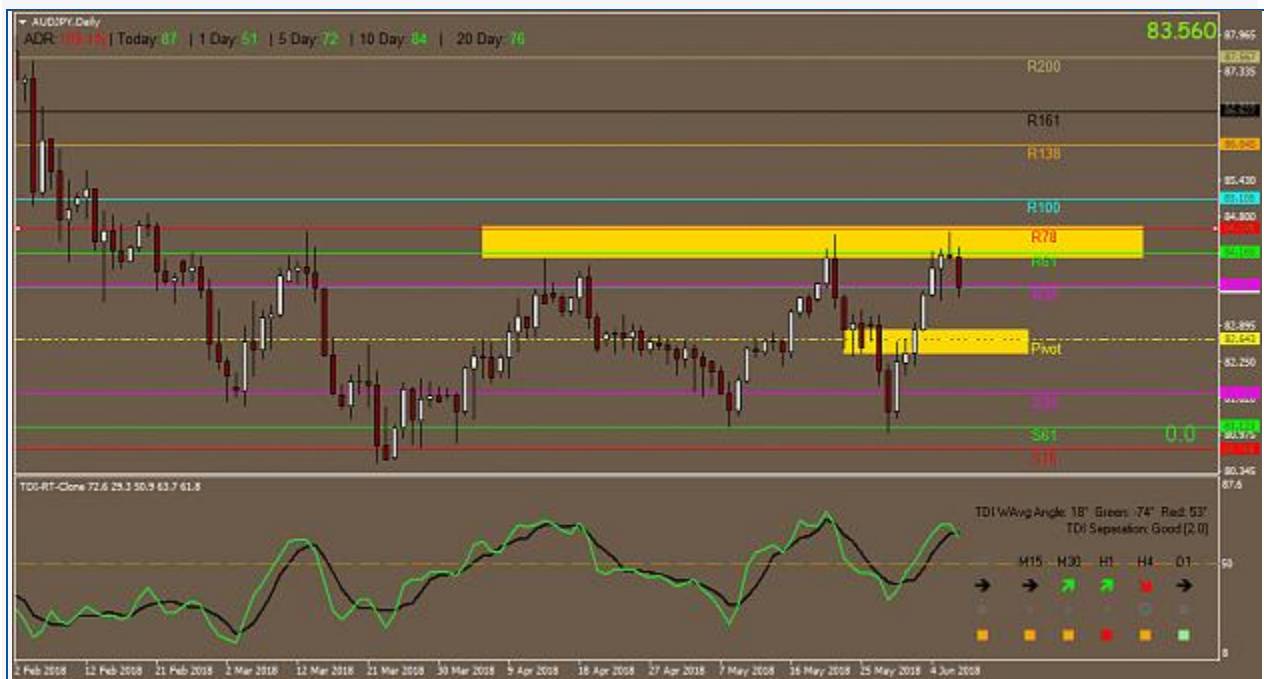 AUDJPY.Daily
83.560
ADR: | Today: 87 | 1 Day: 51 | 5 Day: 72 | 10 Day: 84 | 20 Day: 76
87.965
R200
87.335
R161
R138
85.430
R100
84.800
R78
R61
82.895
82.643
Pivot
82.250
S61
0.0
80.975
80.345
TDI-RT-Clone 72.6 29.3 50.9 63.7 61.8
87.6
TDI WAvg Angle: 18° Green: -74° Red: 53°
TDI Separation: Good (2.0)
M15 M30 H1 H4 D1
50
8
2 Feb 2018 12 Feb 2018 21 Feb 2018 2 Mar 2018 12 Mar 2018 21 Mar 2018 30 Mar 2018 9 Apr 2018 18 Apr 2018 27 Apr 2018 7 May 2018 16 May 2018 25 May 2018 4 Jun 2018